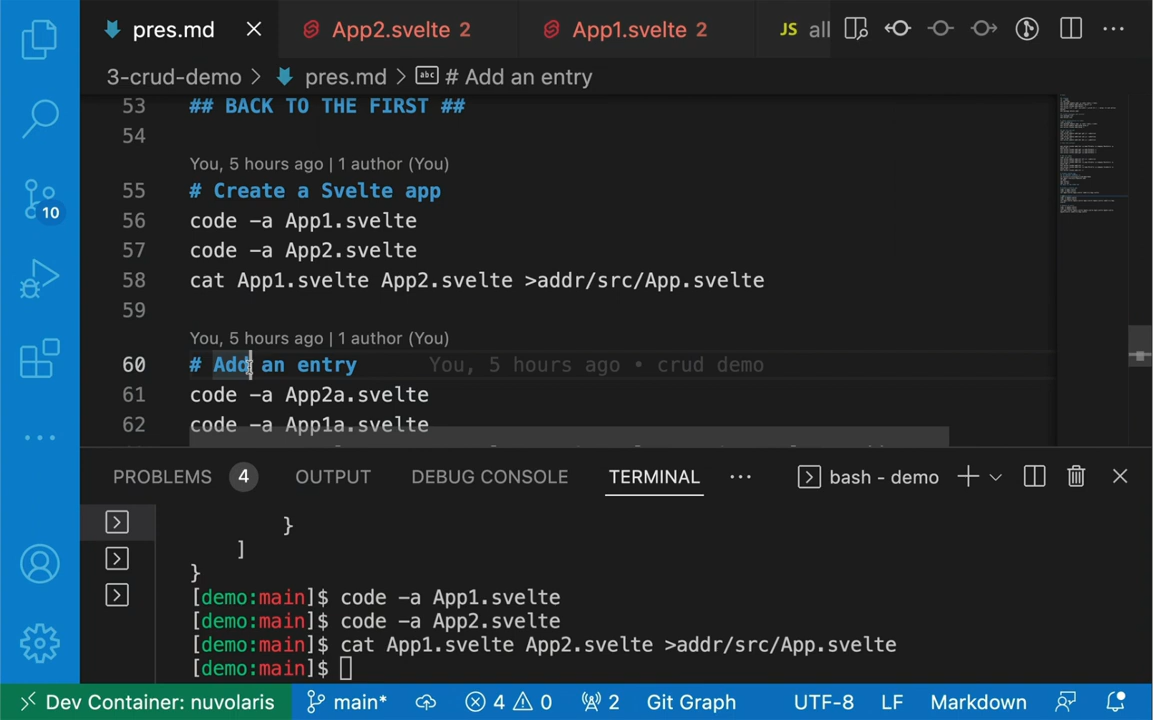 pres.md
App2.svelte 2
App1.svelte 2
JS all
3-crud-demo > pres.md > abc # Add an entry
53 ## BACK TO THE FIRST ##
54
You, 5 hours ago | 1 author (You)
55 # Create a Svelte app
56 code -a App1.svelte
57 code -a App2.svelte
58 cat App1.svelte App2.svelte >addr/src/App.svelte
59
You, 5 hours ago | 1 author (You)
60 # Add an entry You, 5 hours ago • crud demo
61 code -a App2a.svelte
62 code -a App1a.svelte
10
PROBLEMS 4 OUTPUT DEBUG CONSOLE TERMINAL ... bash - demo
}
]
}
[demo:main]$ code -a App1.svelte
[demo:main]$ code -a App2.svelte
[demo:main]$ cat App1.svelte App2.svelte >addr/src/App.svelte
[demo:main]$
Dev Container: nuvolaris main* 4 0 2 Git Graph UTF-8 LF Markdown